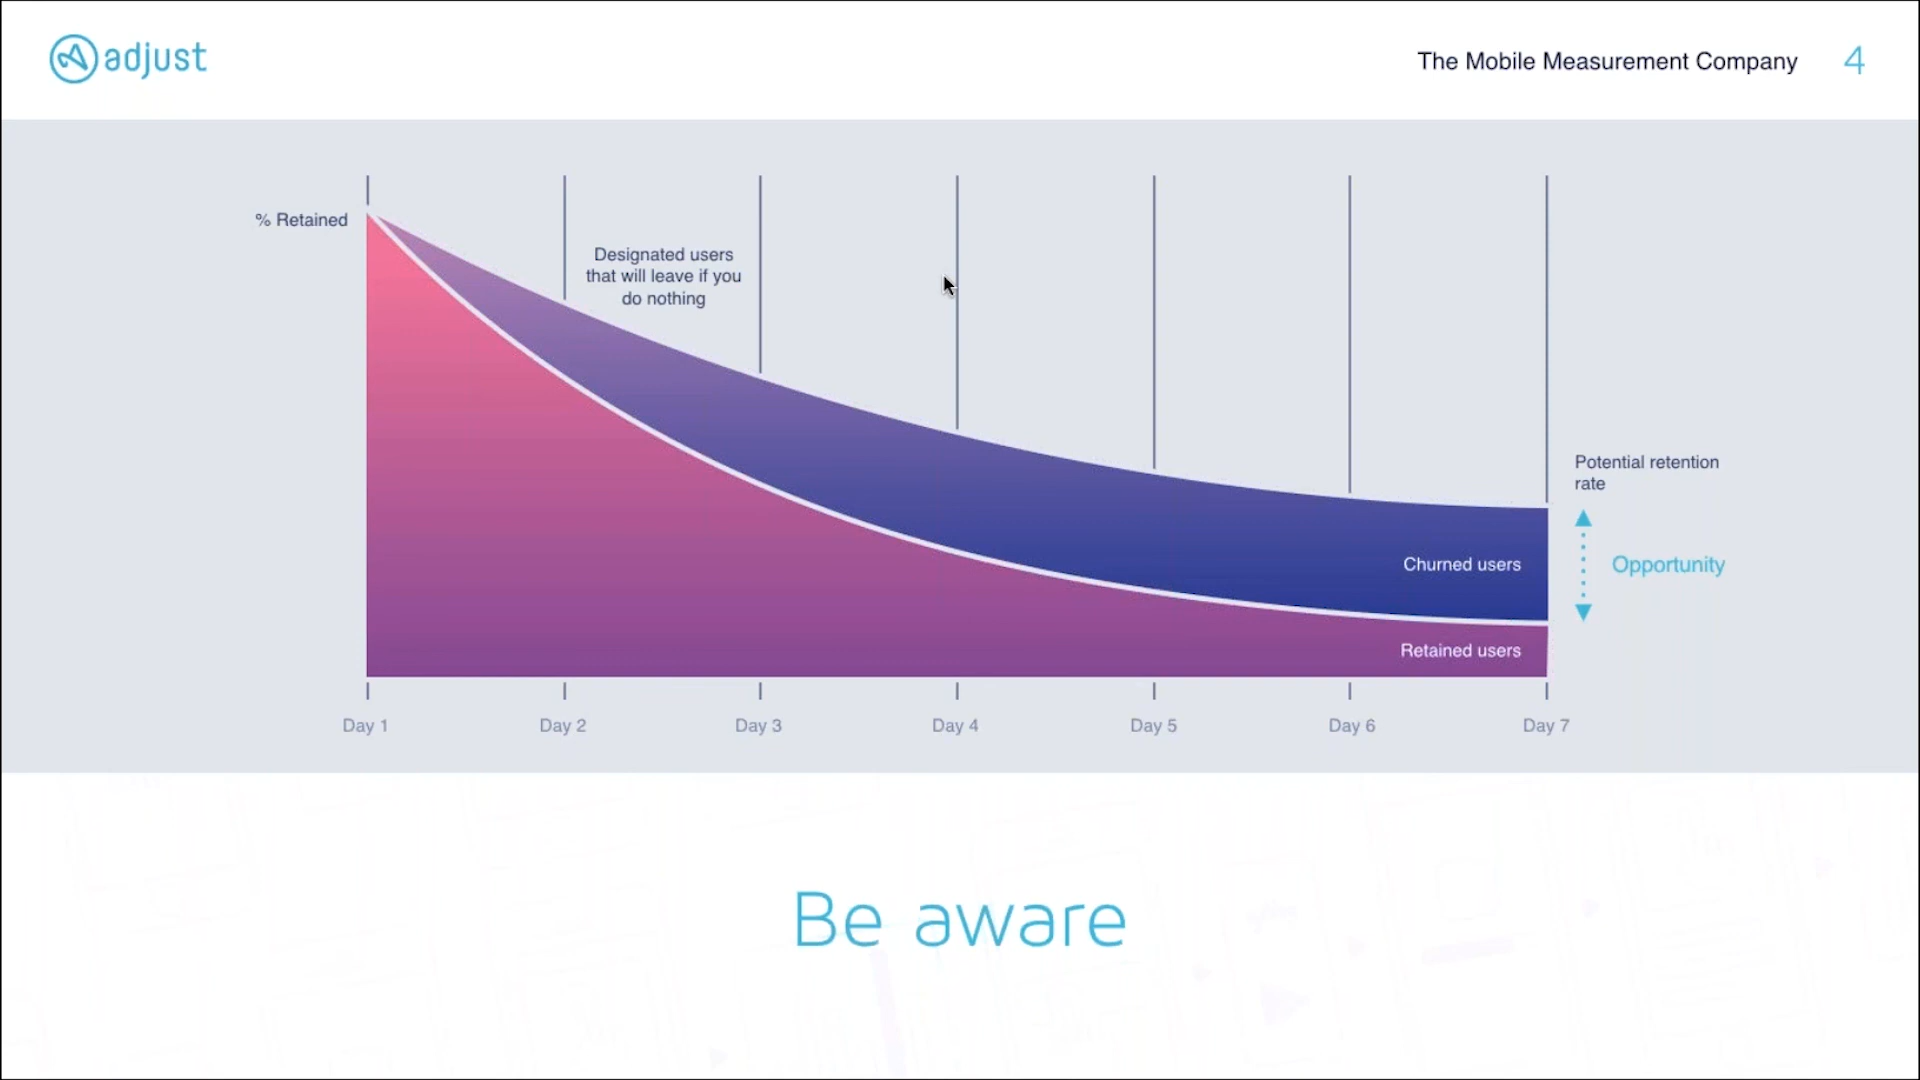 adjust
The Mobile Measurement Company
4
% Retained
Designated users
that will leave if you
do nothing
Potential retention
rate
Opportunity
Churned users
Retained users
Day 1
Day 2
Day 3
Day 4
Day 5
Day 6
Day 7
Be aware